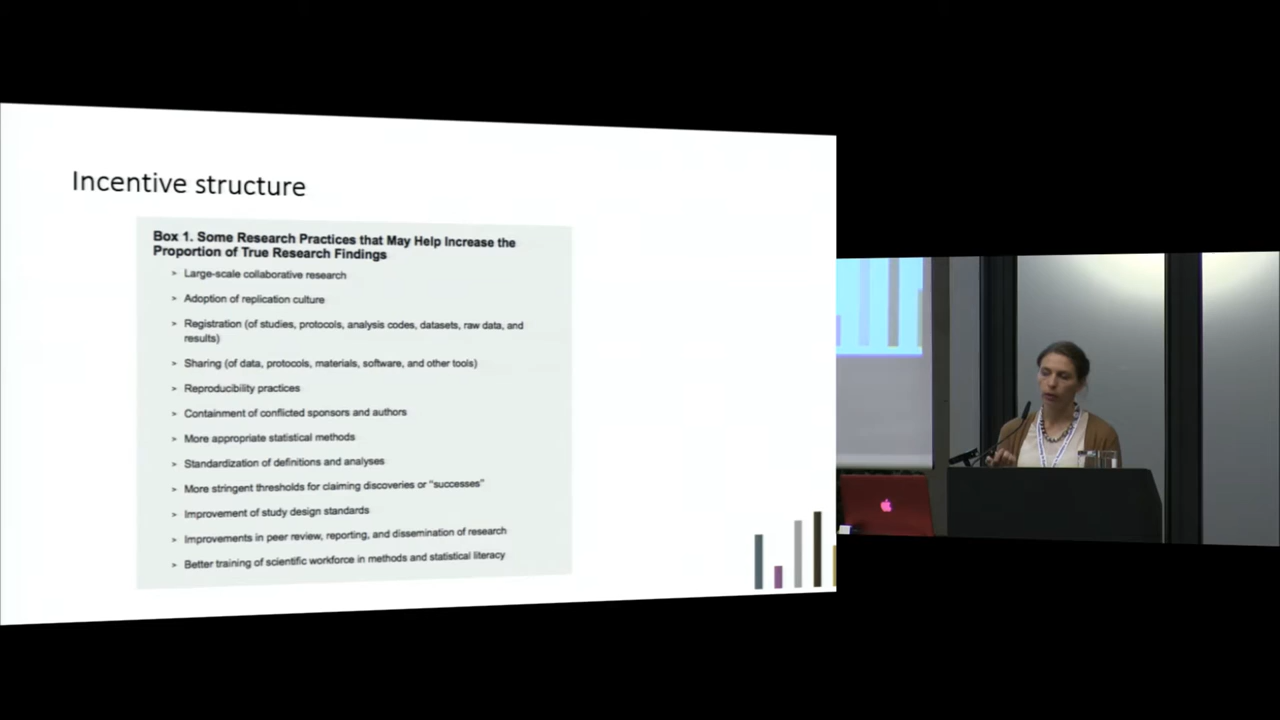 Incentive structure
Box 1. Some Research Practices that May Help Increase the
Proportion of True Research Findings
➢ Large-scale collaborative research
➢ Adoption of replication culture
➢ Registration (of studies, protocols, analysis codes, datasets, raw data, and
results)
➢ Sharing (of data, protocols, materials, software, and other tools)
➢ Reproducibility practices
➢ Containment of conflicted sponsors and authors
➢ More appropriate statistical methods
➢ Standardization of definitions and analyses
➢ More stringent thresholds for claiming discoveries or "successes"
➢ Improvement of study design standards
➢ Improvements in peer review, reporting, and dissemination of research
➢ Better training of scientific workforce in methods and statistical literacy